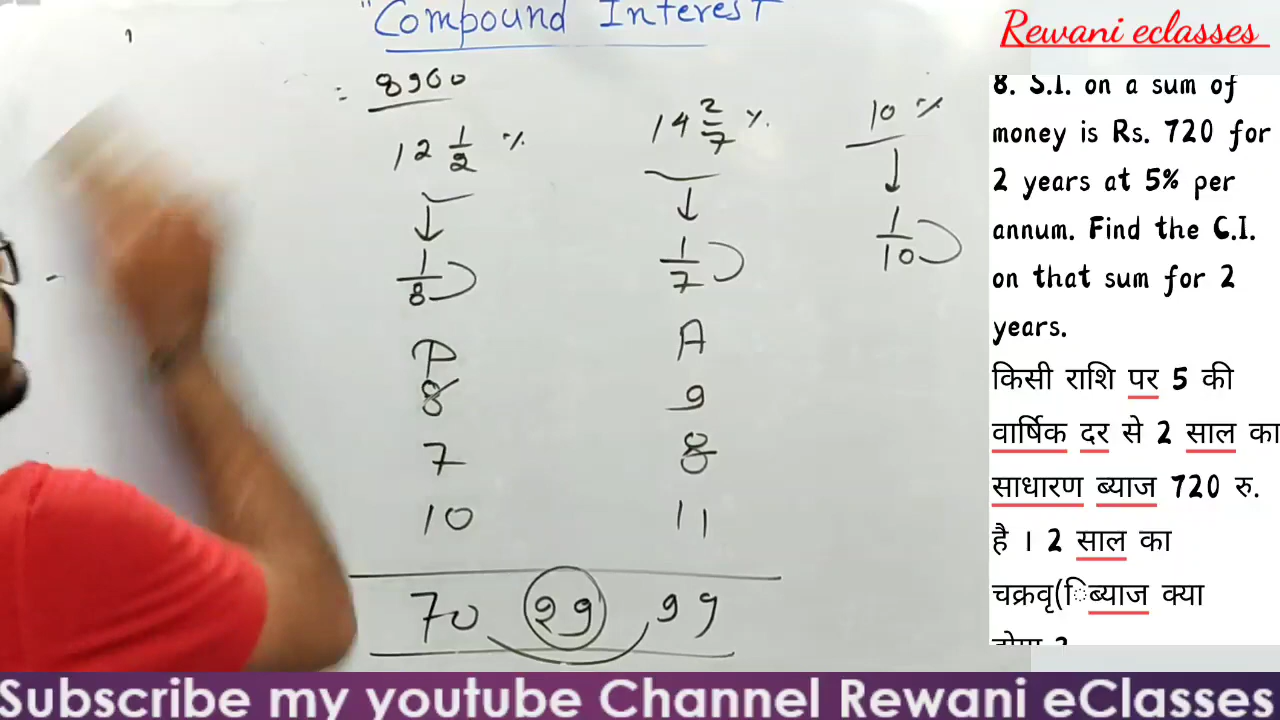 "Compound Interest
Rewani eclasses
= 8960
12 1/2 %
14 2/7 %
10 %
1/8
1/7
1/10
P A
8 9
7 8
10 11
70 29 99
8. S.I. on a sum of
money is Rs. 720 for
2 years at 5% per
annum. Find the C.I.
on that sum for 2
years.
किसी राशि पर 5 की
वार्षिक दर से 2 साल का
साधारण ब्याज 720 रु.
है । 2 साल का
चक्रवृ(िब्याज क्या
Subscribe my youtube Channel Rewani eClasses